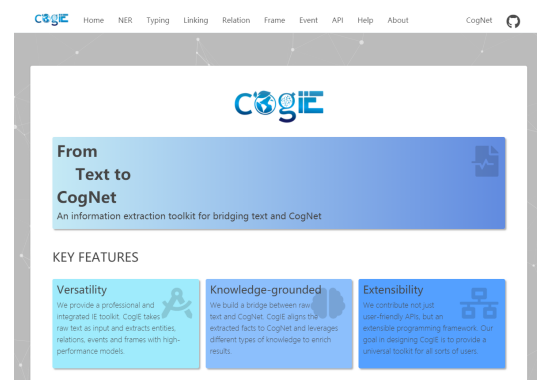 CogIE Home NER Typing Linking Relation Frame Event API Help About CogNet
CogIE
From
Text to
CogNet
An information extraction toolkit for bridging text and CogNet
KEY FEATURES
Versatility
We provide a professional and
integrated IE toolkit. CogIE takes
raw text as input and extracts entities,
relations, events and frames with high-
performance models.
Knowledge-grounded
We build a bridge between raw
text and CogNet. CogIE aligns the
extracted facts to CogNet and leverages
different types of knowledge to enrich
results.
Extensibility
We contribute not just
user-friendly APIs, but an
extensible programming framework. Our
goal in designing CogIE is to provide a
universal toolkit for all sorts of users.